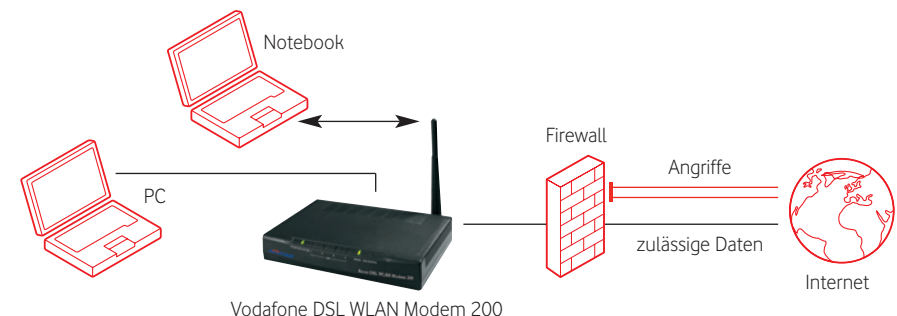 Notebook
Firewall
Angriffe
PC
zulässige Daten
Internet
Vodafone DSL WLAN Modem 200